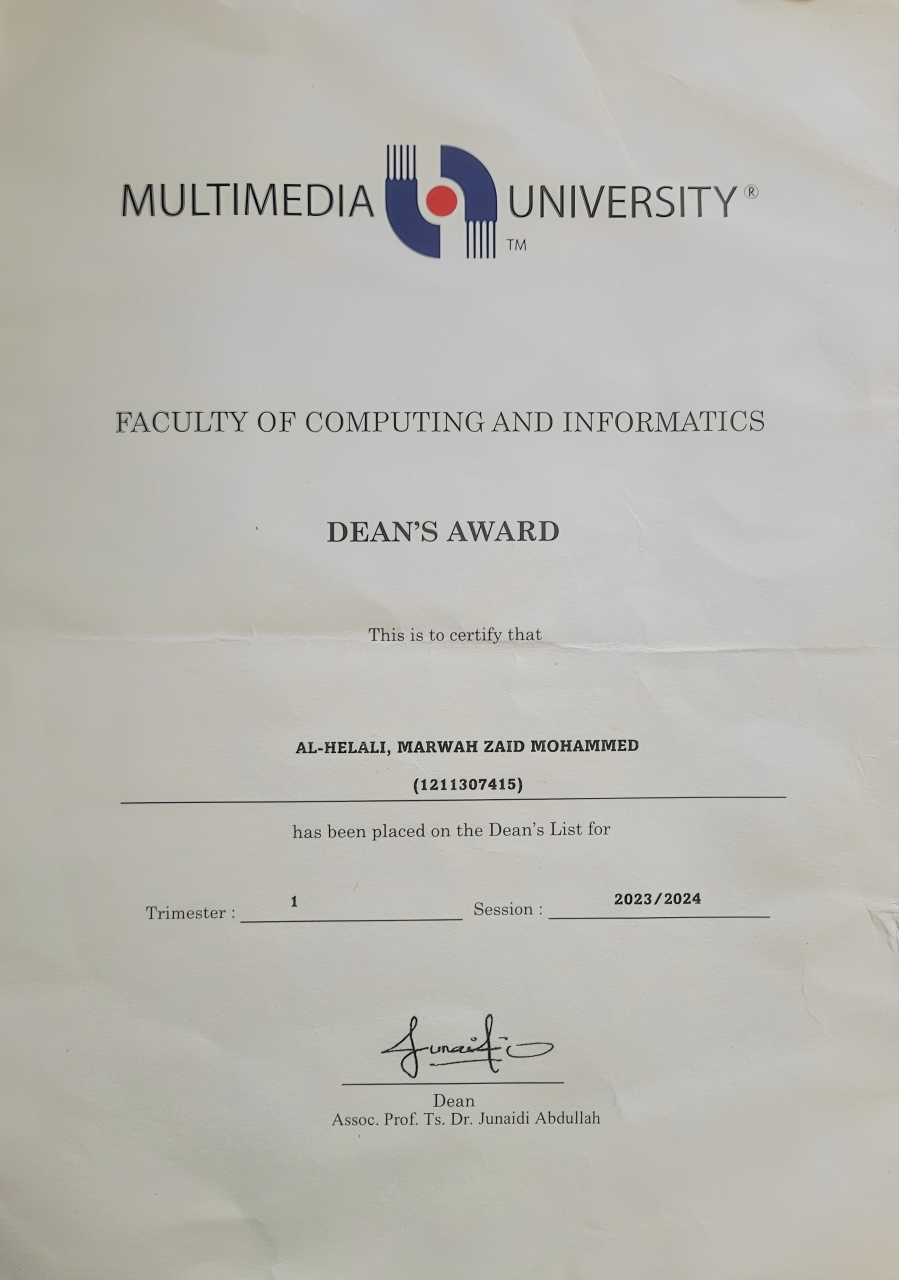 MULTIMEDIA UNIVERSITY ®
TM
FACULTY OF COMPUTING AND INFORMATICS
DEAN'S AWARD
This is to certify that
AL-HELALI, MARWAH ZAID MOHAMMED
(1211307415)
has been placed on the Dean's List for
Trimester : 1 Session : 2023/2024
Junaidi
Dean
Assoc. Prof. Ts. Dr. Junaidi Abdullah